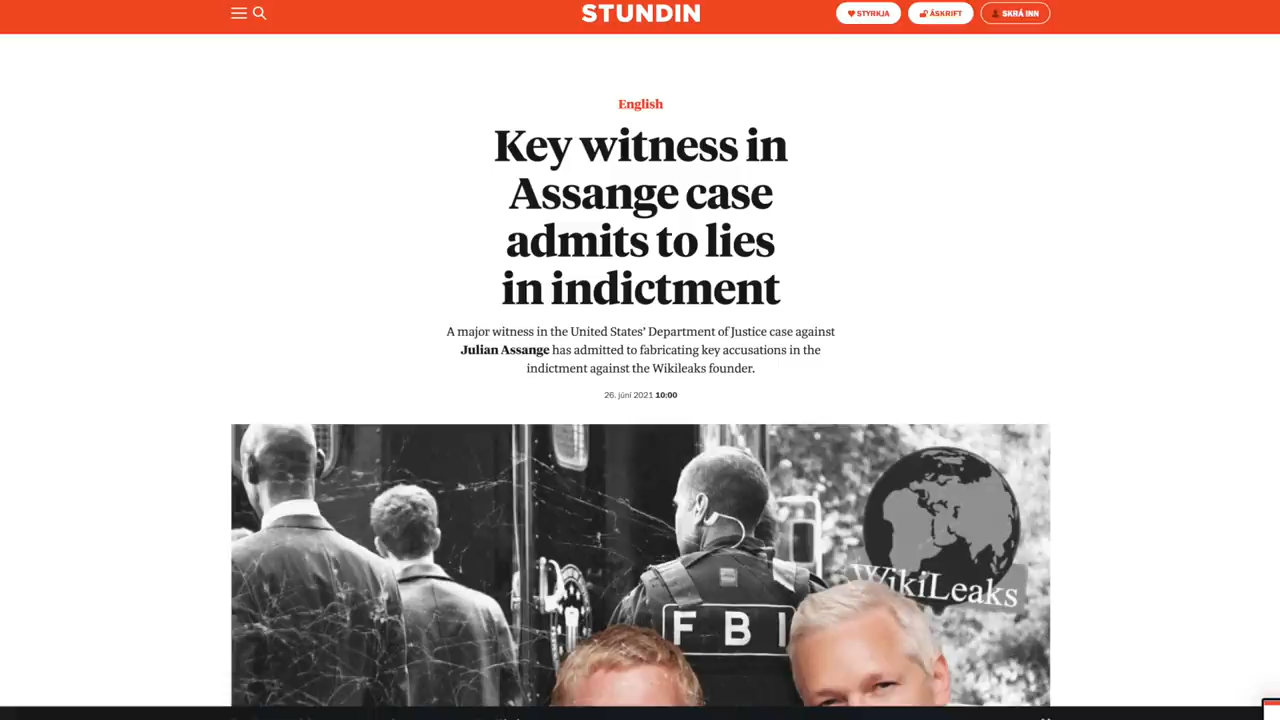 STUNDIN
STYRKJA
ÁSKRIFT
SKRÁ INN
English
Key witness in
Assange case
admits to lies
in indictment
A major witness in the United States’ Department of Justice case against
Julian Assange has admitted to fabricating key accusations in the
indictment against the Wikileaks founder.
26. júní 2021 10:00
WikiLeaks
FBI